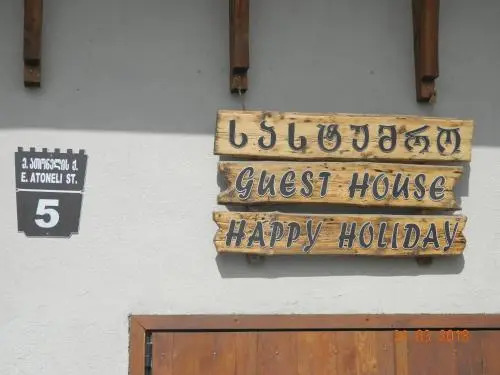 ე. ათონელის ქ.
E. ATONELI ST.
5
სასტუმრო
GUEST HOUSE
HAPPY HOLIDAY